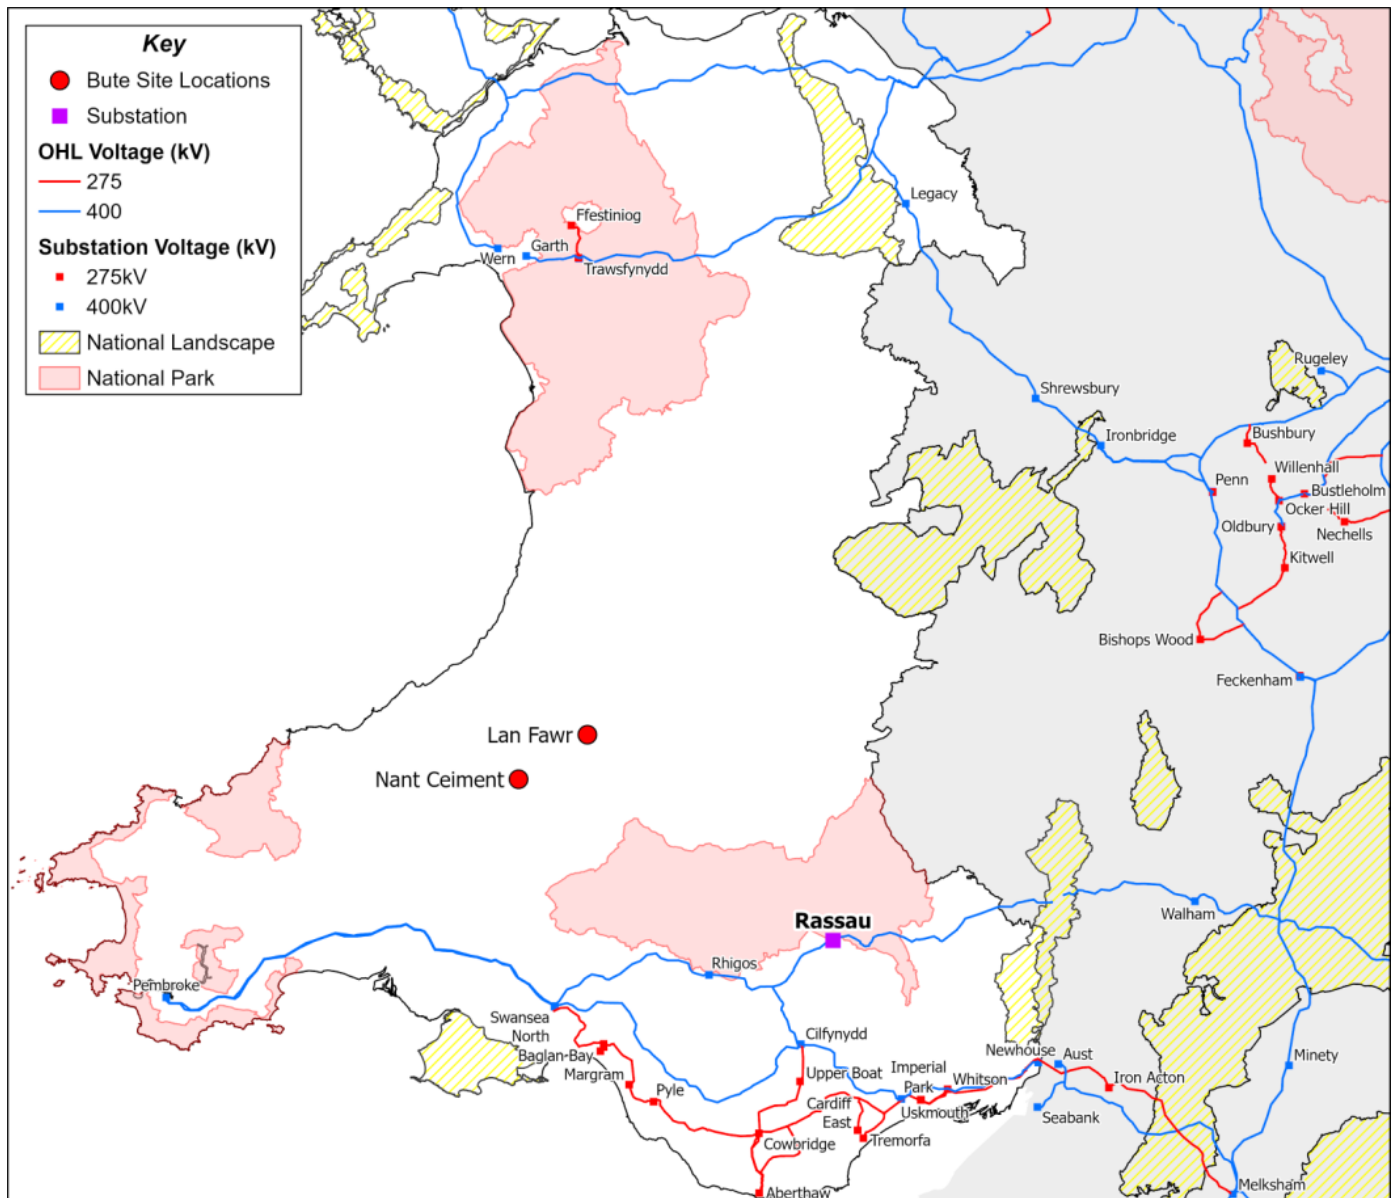 Key
Bute Site Locations
Substation
OHL Voltage (kV)
275
400
Substation Voltage (kV)
275kV
400kV
National Landscape
National Park
Legacy
Ffestiniog
Garth
Wern
Trawsfynydd
Rugeley
Shrewsbury
Ironbridge
Bushbury
Willenhall
Penn
Bustleholm
Ocker Hill
Oldbury
Nechells
Kitwell
Bishops Wood
Feckenham
Lan Fawr
Nant Ceiment
Rassau
Walham
Rhigos
Pembroke
Swansea
North
Cilfynydd
Baglan-Bay
Margram
Pyle
Upper Boat
Imperial
Park
Whitson
Newhouse
Aust
Iron Acton
Minety
Cardiff
East
Uskmouth
Seabank
Tremorfa
Cowbridge
Aberthaw
Melksham